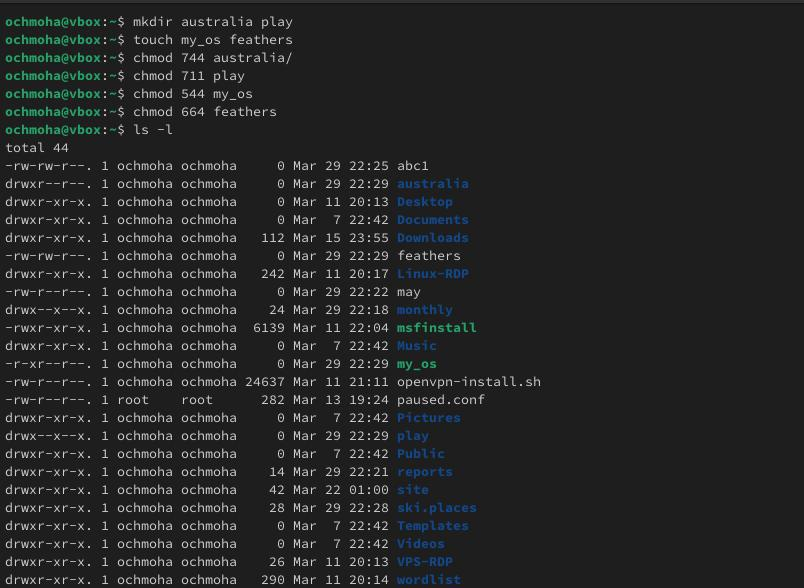 ochmoha@vbox:~$ mkdir australia play
ochmoha@vbox:~$ touch my_os feathers
ochmoha@vbox:~$ chmod 744 australia/
ochmoha@vbox:~$ chmod 711 play
ochmoha@vbox:~$ chmod 544 my_os
ochmoha@vbox:~$ chmod 664 feathers
ochmoha@vbox:~$ ls -l
total 44
-rw-rw-r--. 1 ochmoha ochmoha     0 Mar 29 22:25 abc1
drwxr--r--. 1 ochmoha ochmoha     0 Mar 29 22:29 australia
drwxr-xr-x. 1 ochmoha ochmoha     0 Mar 11 20:13 Desktop
drwxr-xr-x. 1 ochmoha ochmoha     0 Mar  7 22:42 Documents
drwxr-xr-x. 1 ochmoha ochmoha   112 Mar 15 23:55 Downloads
-rw-rw-r--. 1 ochmoha ochmoha     0 Mar 29 22:29 feathers
drwxr-xr-x. 1 ochmoha ochmoha   242 Mar 11 20:17 Linux-RDP
-rw-r--r--. 1 ochmoha ochmoha     0 Mar 29 22:22 may
drwx--x--x. 1 ochmoha ochmoha    24 Mar 29 22:18 monthly
-rwxr-xr-x. 1 ochmoha ochmoha  6139 Mar 11 22:04 msfinstall
drwxr-xr-x. 1 ochmoha ochmoha     0 Mar  7 22:42 Music
-r-xr--r--. 1 ochmoha ochmoha     0 Mar 29 22:29 my_os
-rw-r--r--. 1 ochmoha ochmoha 24637 Mar 11 21:11 openvpn-install.sh
-rw-r--r--. 1 root    root      282 Mar 13 19:24 paused.conf
drwxr-xr-x. 1 ochmoha ochmoha     0 Mar  7 22:42 Pictures
drwx--x--x. 1 ochmoha ochmoha     0 Mar 29 22:29 play
drwxr-xr-x. 1 ochmoha ochmoha     0 Mar  7 22:42 Public
drwxr-xr-x. 1 ochmoha ochmoha    14 Mar 29 22:21 reports
drwxr-xr-x. 1 ochmoha ochmoha    42 Mar 22 01:00 site
drwxr-xr-x. 1 ochmoha ochmoha    28 Mar 29 22:28 ski.places
drwxr-xr-x. 1 ochmoha ochmoha     0 Mar  7 22:42 Templates
drwxr-xr-x. 1 ochmoha ochmoha     0 Mar  7 22:42 Videos
drwxr-xr-x. 1 ochmoha ochmoha    26 Mar 11 20:13 VPS-RDP
drwxr-xr-x. 1 ochmoha ochmoha   290 Mar 11 20:14 wordlist